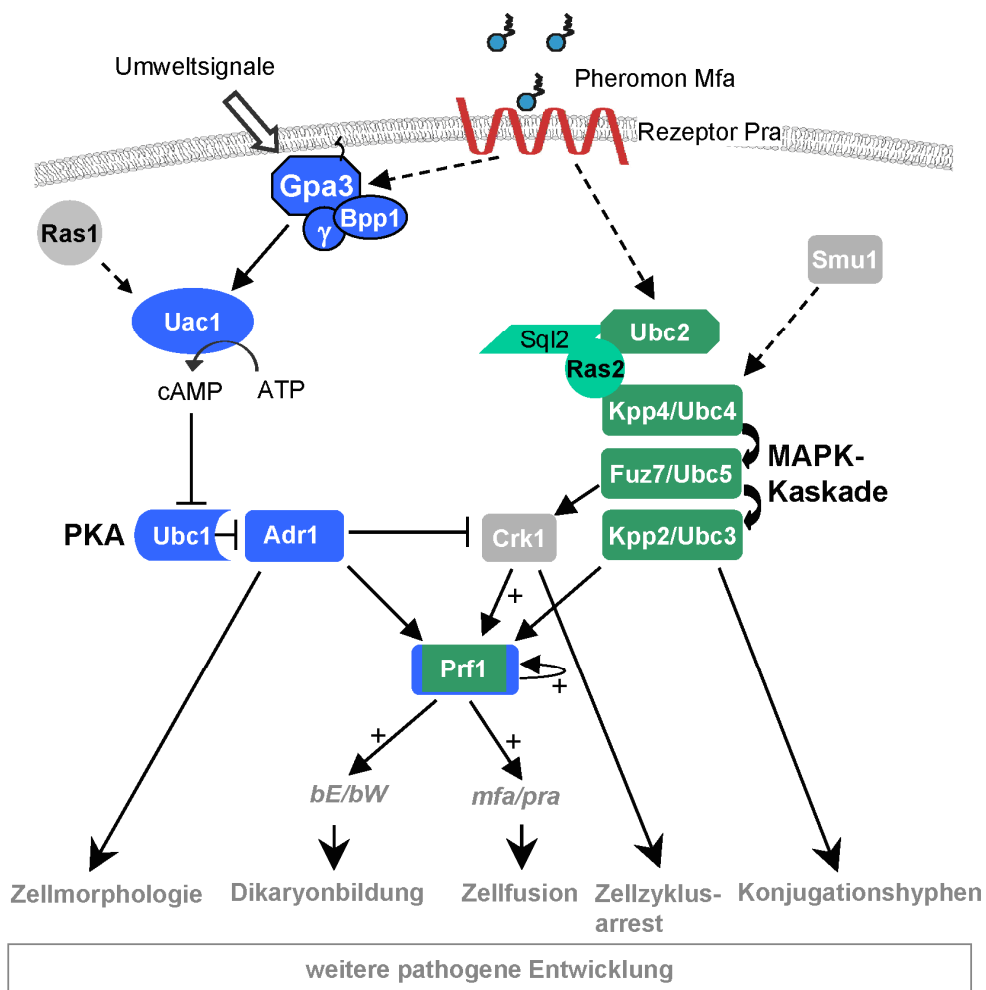 Umweltsignale
Pheromon Mfa
Rezeptor Pra
Gpa3
Bpp1
γ
Ras1
Smu1
Uac1
Sql2
Ubc2
Ras2
cAMP
ATP
Kpp4/Ubc4
MAPK-
Kaskade
Fuz7/Ubc5
PKA
Ubc1
Adr1
Crk1
Kpp2/Ubc3
+
Prf1
+
+
+
bE/bW
mfa/pra
Zellmorphologie
Dikaryonbildung
Zellfusion
Zellzyklus-
arrest
Konjugationshyphen
weitere pathogene Entwicklung